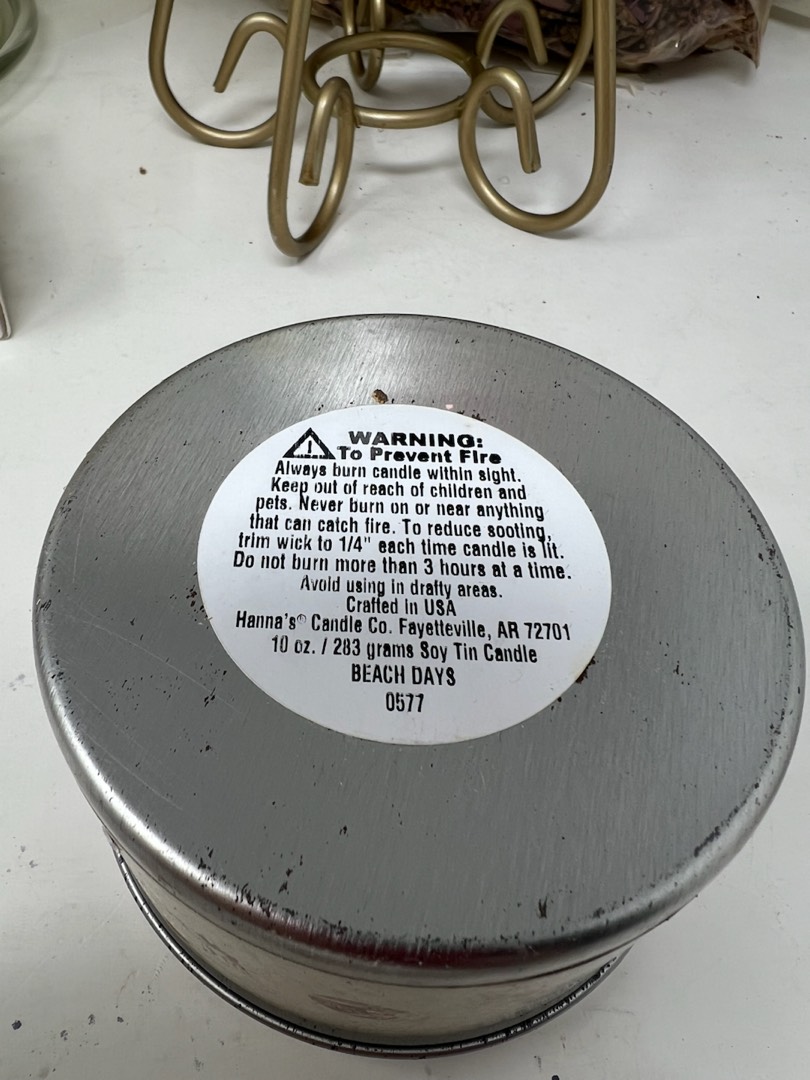 WARNING:
To Prevent Fire
Always burn candle within sight.
Keep out of reach of children and
pets. Never burn on or near anything
that can catch fire. To reduce sooting,
trim wick to 1/4" each time candle is lit.
Do not burn more than 3 hours at a time.
Avoid using in drafty areas.
Crafted in USA
Hanna's® Candle Co. Fayetteville, AR 72701
10 oz. / 283 grams Soy Tin Candle
BEACH DAYS
0577